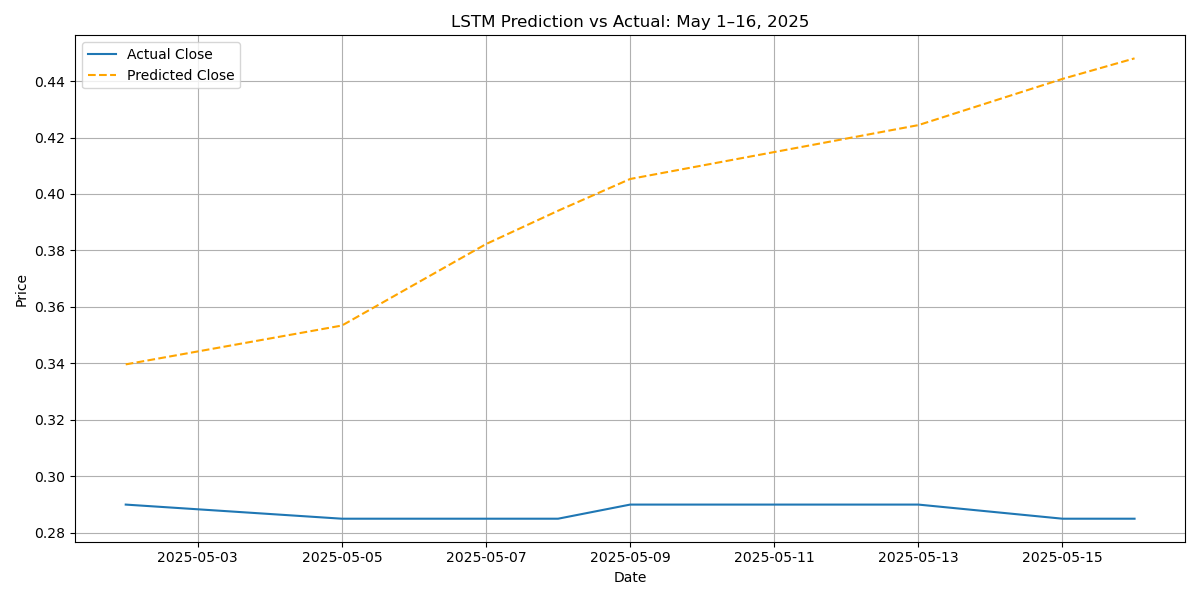 LSTM Prediction vs Actual: May 1–16, 2025
Actual Close
Predicted Close
Price
0.44
0.42
0.40
0.38
0.36
0.34
0.32
0.30
0.28
2025-05-03 2025-05-05 2025-05-07 2025-05-09 2025-05-11 2025-05-13 2025-05-15
Date